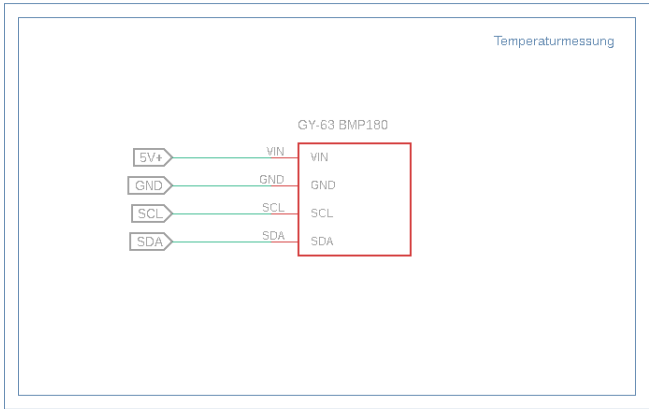 Temperaturmessung
GY-63 BMP180
5V+ VIN VIN
GND GND GND
SCL SCL SCL
SDA SDA SDA